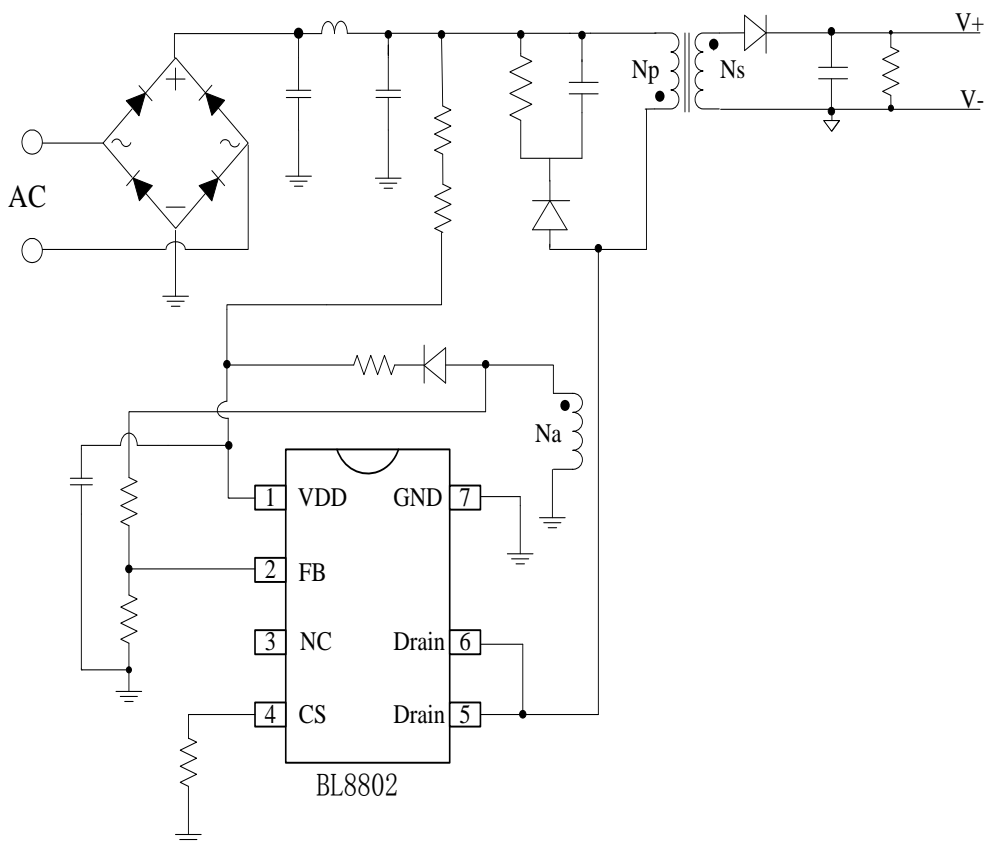 V+
Np
Ns
V-
+
~ ~
AC
−
Na
1 VDD GND 7
2 FB
3 NC Drain 6
4 CS Drain 5
BL8802